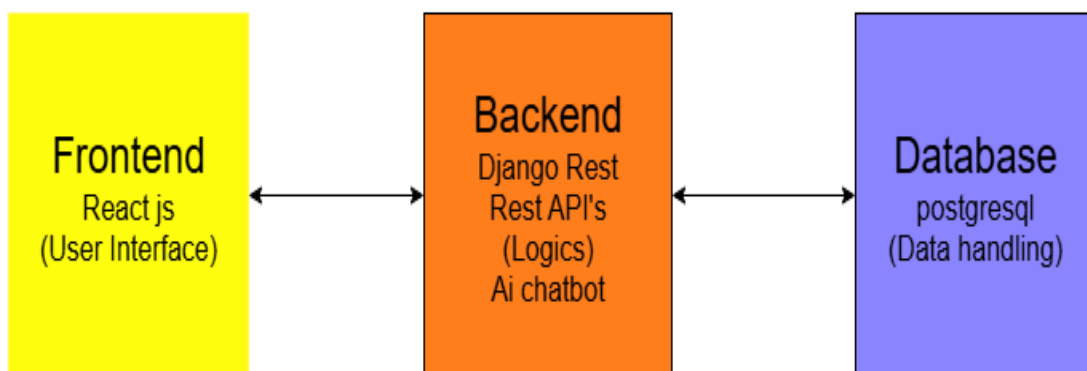 Frontend
React js
(User Interface)
Backend
Django Rest
Rest API's
(Logics)
Ai chatbot
Database
postgresql
(Data handling)